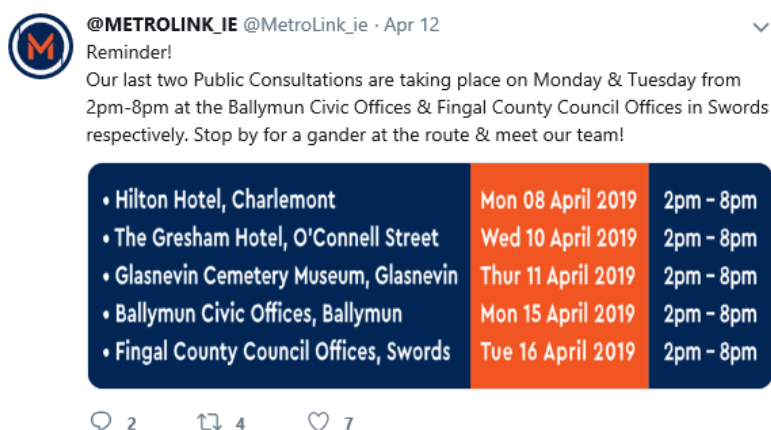 @METROLINK_IE @MetroLink_ie · Apr 12
Reminder!
Our last two Public Consultations are taking place on Monday & Tuesday from
2pm-8pm at the Ballymun Civic Offices & Fingal County Council Offices in Swords
respectively. Stop by for a gander at the route & meet our team!
• Hilton Hotel, Charlemont Mon 08 April 2019 2pm – 8pm
• The Gresham Hotel, O'Connell Street Wed 10 April 2019 2pm – 8pm
• Glasnevin Cemetery Museum, Glasnevin Thur 11 April 2019 2pm – 8pm
• Ballymun Civic Offices, Ballymun Mon 15 April 2019 2pm – 8pm
• Fingal County Council Offices, Swords Tue 16 April 2019 2pm – 8pm
2 4 7